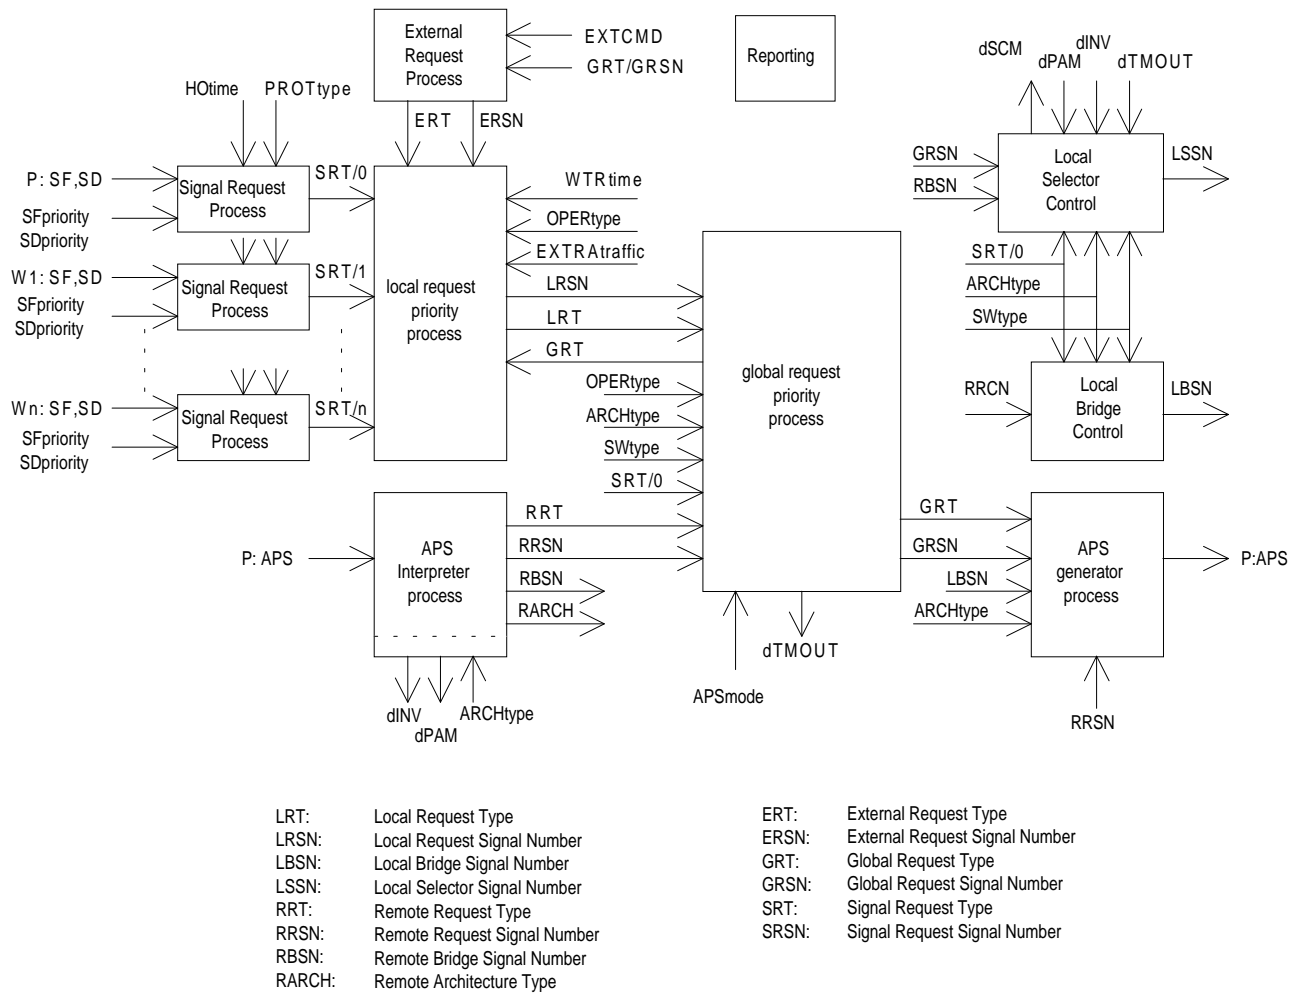 External
Request
Process
EXTCMD
GRT/GRSN
Reporting
dSCM
dINV
dPAM
dTMOUT
HOtime
PROTtype
ERT
ERSN
P: SF,SD
SFpriority
SDpriority
Signal Request
Process
SRT/0
W1: SF,SD
SFpriority
SDpriority
Signal Request
Process
SRT/1
Wn: SF,SD
SFpriority
SDpriority
Signal Request
Process
SRT/n
local request
priority
process
WTRtime
OPERtype
EXTRAtraffic
LRSN
LRT
GRT
OPERtype
ARCHtype
SWtype
SRT/0
global request
priority
process
GRSN
RBSN
Local
Selector
Control
LSSN
SRT/0
ARCHtype
SWtype
RRCN
Local
Bridge
Control
LBSN
P: APS
APS
Interpreter
process
RRT
RRSN
RBSN
RARCH
dINV
dPAM
ARCHtype
APSmode
dTMOUT
GRT
GRSN
LBSN
ARCHtype
APS
generator
process
P:APS
RRSN
LRT: Local Request Type
LRSN: Local Request Signal Number
LBSN: Local Bridge Signal Number
LSSN: Local Selector Signal Number
RRT: Remote Request Type
RRSN: Remote Request Signal Number
RBSN: Remote Bridge Signal Number
RARCH: Remote Architecture Type
ERT: External Request Type
ERSN: External Request Signal Number
GRT: Global Request Type
GRSN: Global Request Signal Number
SRT: Signal Request Type
SRSN: Signal Request Signal Number